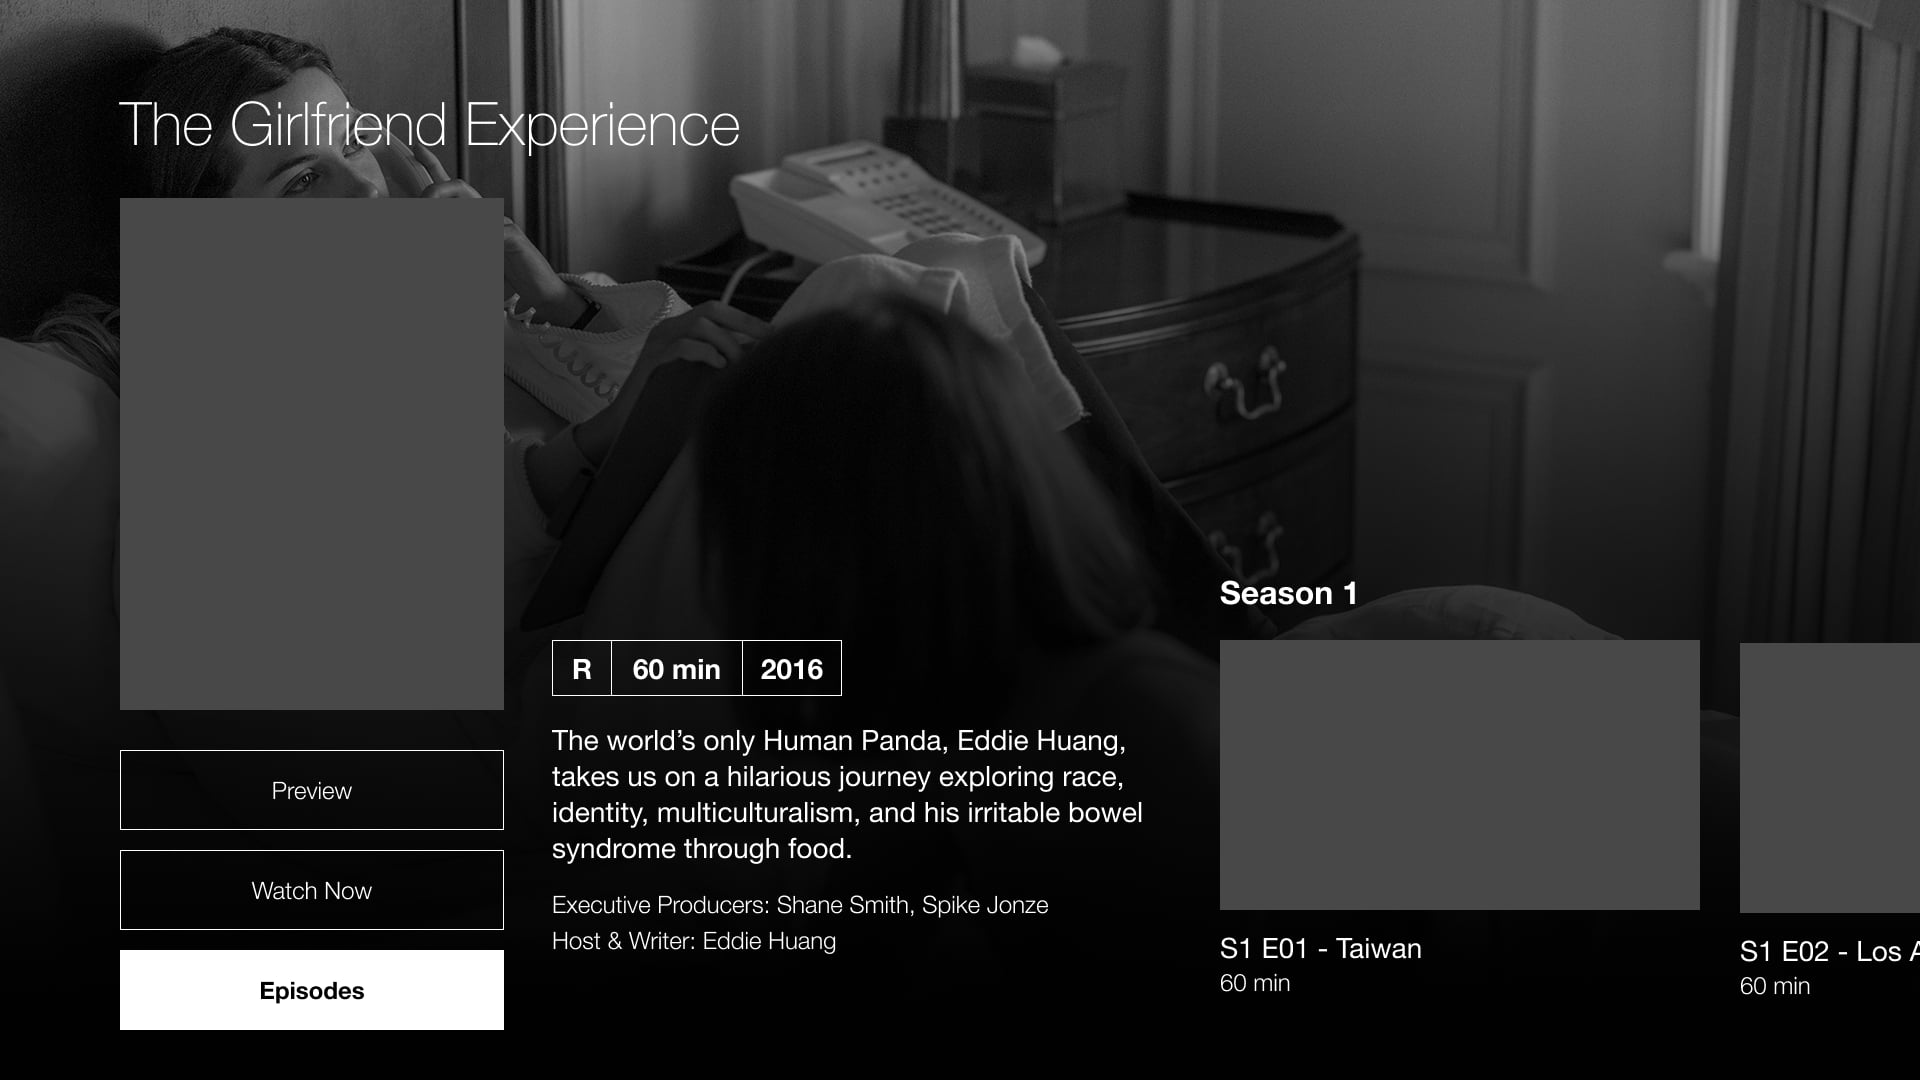 The Girlfriend Experience
R 60 min 2016
The world’s only Human Panda, Eddie Huang,
takes us on a hilarious journey exploring race,
identity, multiculturalism, and his irritable bowel
syndrome through food.
Executive Producers: Shane Smith, Spike Jonze
Host & Writer: Eddie Huang
Preview
Watch Now
Episodes
Season 1
S1 E01 - Taiwan
60 min
S1 E02 - Los A
60 min